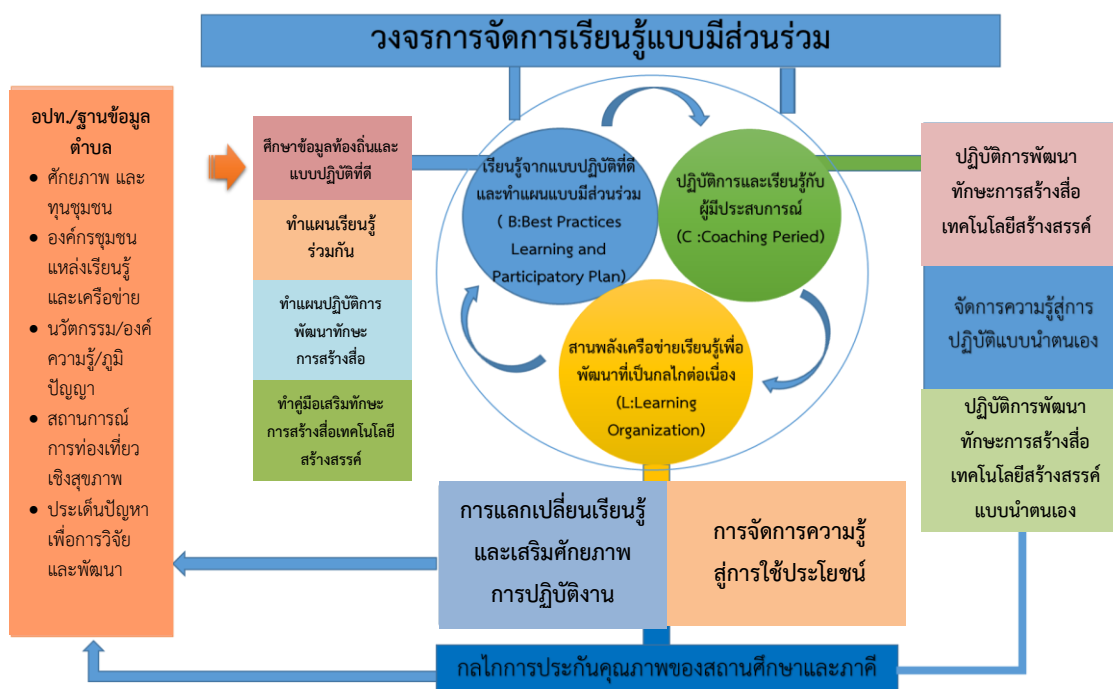 วงจรการจัดการเรียนรู้แบบมีส่วนร่วม
อปท./ฐานข้อมูล
ตำบล
• ศักยภาพ และ
ทุนชุมชน
• องค์กรชุมชน
แหล่งเรียนรู้
และเครือข่าย
• นวัตกรรม/องค์
ความรู้/ภูมิ
ปัญญา
• สถานการณ์
การท่องเที่ยว
เชิงสุขภาพ
• ประเด็นปัญหา
เพื่อการวิจัย
และพัฒนา
ศึกษาข้อมูลท้องถิ่นและ
แบบปฏิบัติที่ดี
ทำแผนเรียนรู้
ร่วมกัน
ทำแผนปฏิบัติการ
พัฒนาทักษะ
การสร้างสื่อ
ทำคู่มือเสริมทักษะ
การสร้างสื่อเทคโนโลยี
สร้างสรรค์
เรียนรู้จากแบบปฏิบัติที่ดี
และทำแผนแบบมีส่วนร่วม
( B:Best Practices
Learning and
Participatory Plan)
ปฏิบัติการและเรียนรู้กับ
ผู้มีประสบการณ์
(C :Coaching Peried)
สานพลังเครือข่ายเรียนรู้เพื่อ
พัฒนาที่เป็นกลไกต่อเนื่อง
(L:Learning
Organization)
ปฏิบัติการพัฒนา
ทักษะการสร้างสื่อ
เทคโนโลยีสร้างสรรค์
จัดการความรู้สู่การ
ปฏิบัติแบบนำตนเอง
ปฏิบัติการพัฒนา
ทักษะการสร้างสื่อ
เทคโนโลยีสร้างสรรค์
แบบนำตนเอง
การแลกเปลี่ยนเรียนรู้
และเสริมศักยภาพ
การปฏิบัติงาน
การจัดการความรู้
สู่การใช้ประโยชน์
กลไกการประกันคุณภาพของสถานศึกษาและภาคี